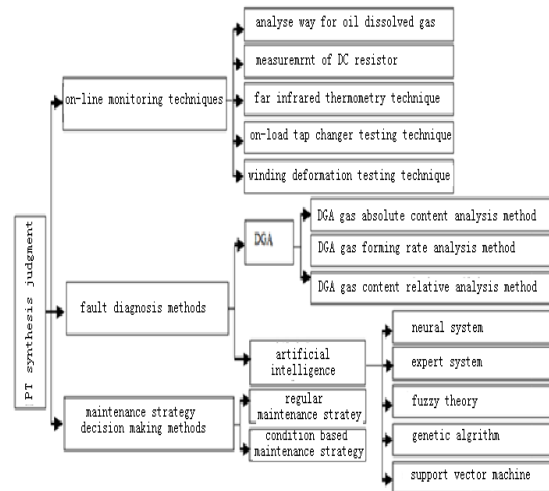 analyse way for oil dissolved gas
measuremrnt of DC resistor
on-line monitoring techniques
far infrared thermometry technique
on-load tap changer testing technique
winding deformation testing technique
PT synthesis judgment
DGA
DGA gas absolute content analysis method
DGA gas forming rate analysis method
DGA gas content relative analysis method
fault diagnosis methods
artificial
intelligence
neural system
expert system
fuzzy theory
genetic algrithm
support vector machine
maintenance strategy
decision making methods
regular
maintenance stratey
condition based
maintenance strategy